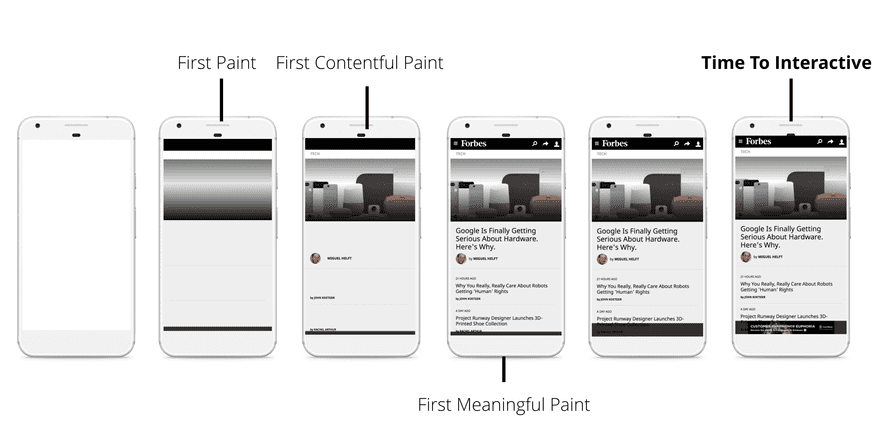 First Paint
First Contentful Paint
Time To Interactive
TECH
MIGUEL HELFT
by JOHN KOETSIER
by RACHEL ARTHUR
Forbes
TECH
Google Is Finally Getting
Serious About Hardware.
Here's Why.
by MIGUEL HELFT
21 HOURS AGO
Why You Really, Really Care About Robots
Getting 'Human' Rights
by JOHN KOETSIER
A DAY AGO
Project Runway Designer Launches 3D-
Printed Shoe Collection
Forbes
TECH
Google Is Finally Getting
Serious About Hardware.
Here's Why.
by MIGUEL HELFT
21 HOURS AGO
Why You Really, Really Care About Robots
Getting 'Human' Rights
by JOHN KOETSIER
A DAY AGO
Project Runway Designer Launches 3D-
Printed Shoe Collection
Forbes
TECH
Google Is Finally Getting
Serious About Hardware.
Here's Why.
by MIGUEL HELFT
21 HOURS AGO
Why You Really, Really Care About Robots
Getting 'Human' Rights
by JOHN KOETSIER
A DAY AGO
Project Runway Designer Launches 3D-
CUSTOMER EXPERIENCE EUPHORIA
First Meaningful Paint